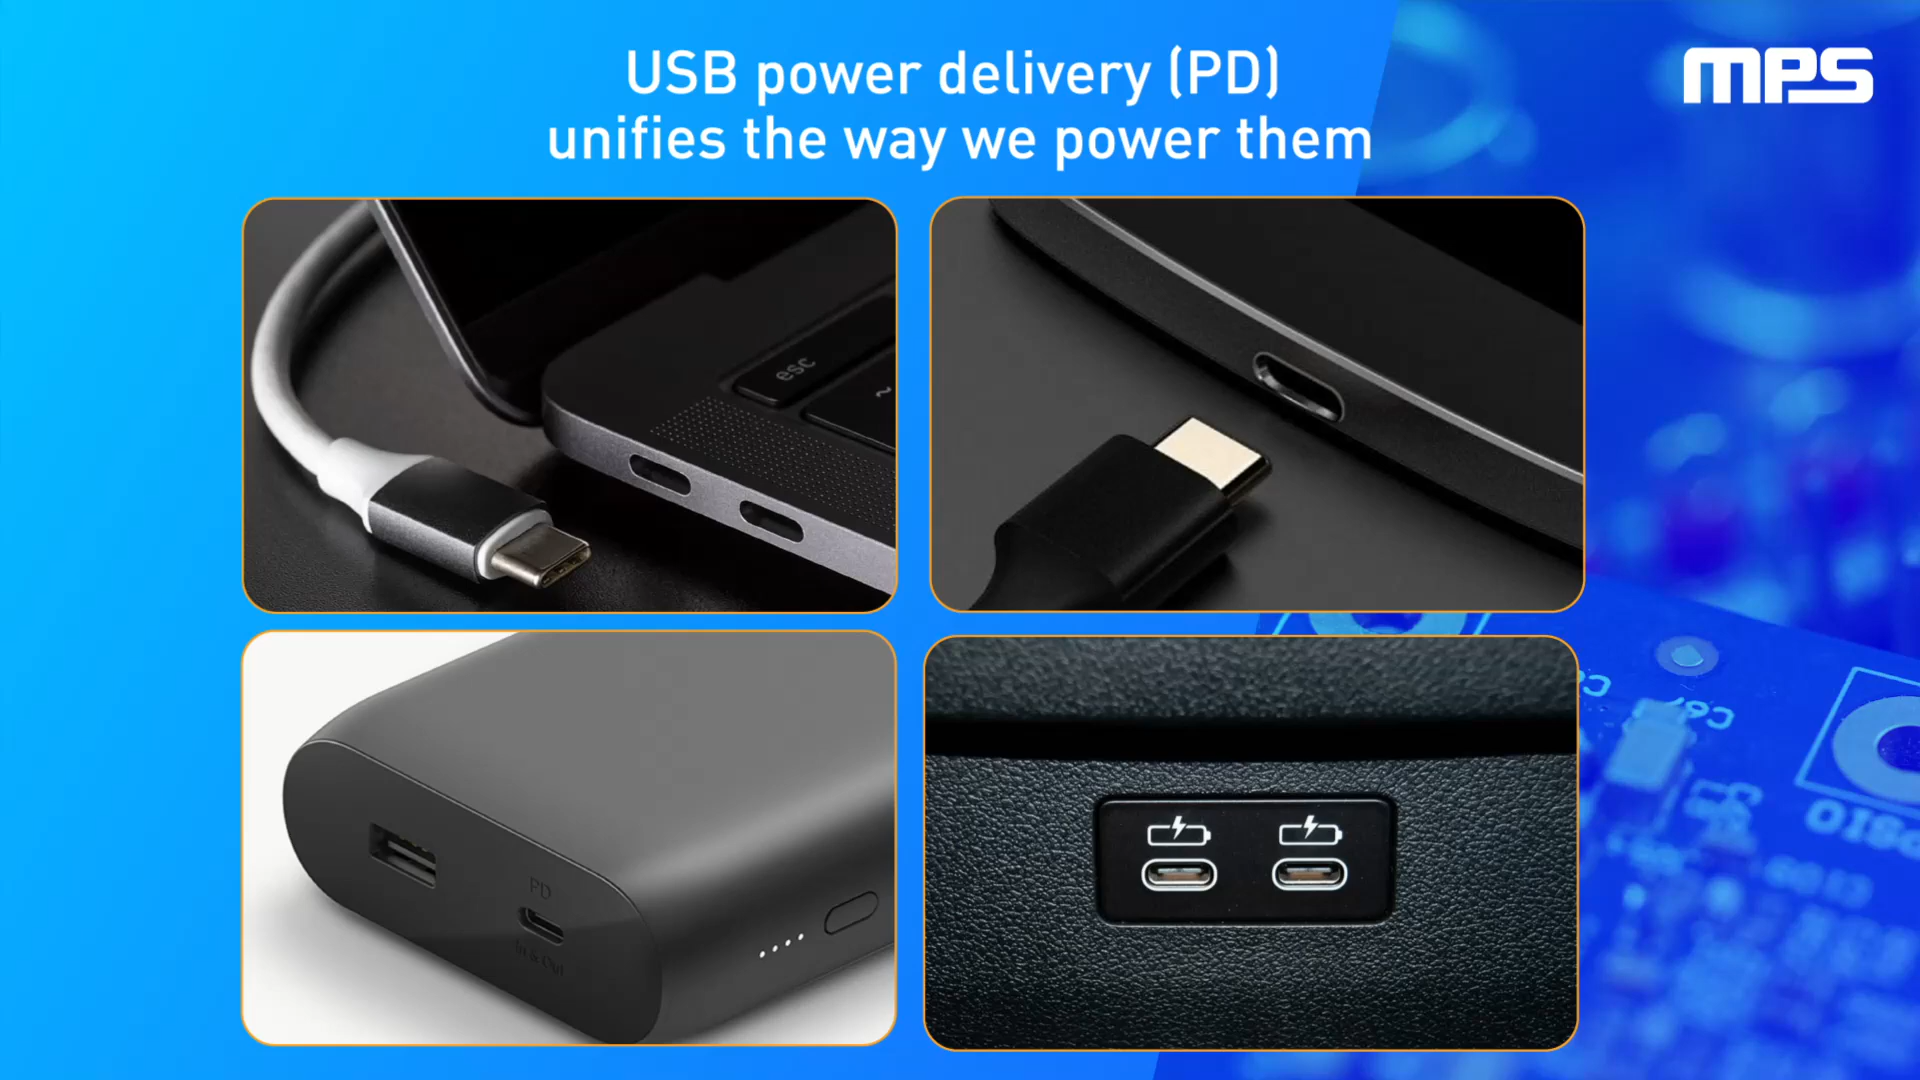 USB power delivery (PD)
unifies the way we power them
MPS
esc
~
PD
In & Out